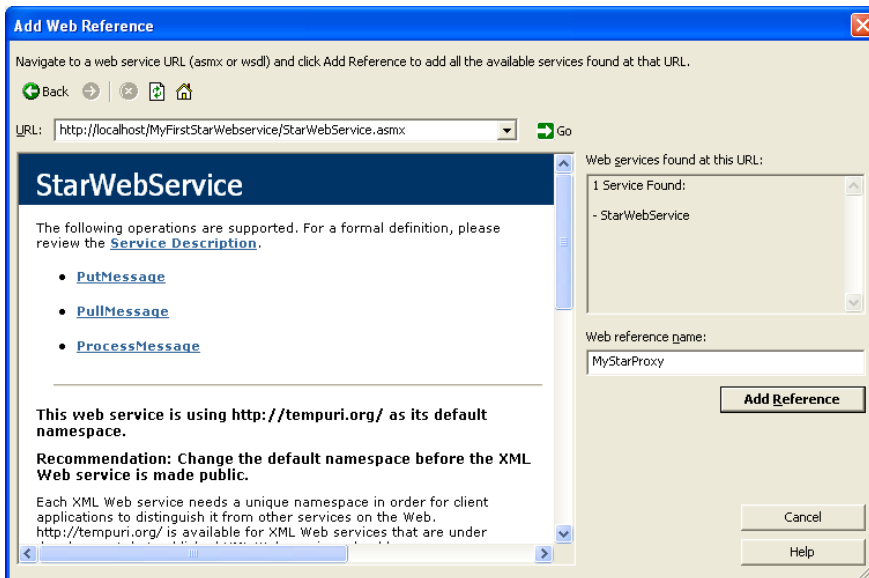 Add Web Reference
Navigate to a web service URL (asmx or wsdl) and click Add Reference to add all the available services found at that URL.
Back
URL: http://localhost/MyFirstStarWebservice/StarWebService.asmx Go
StarWebService
The following operations are supported. For a formal definition, please
review the Service Description.
• PutMessage
• PullMessage
• ProcessMessage
This web service is using http://tempuri.org/ as its default
namespace.
Recommendation: Change the default namespace before the XML
Web service is made public.
Each XML Web service needs a unique namespace in order for client
applications to distinguish it from other services on the Web.
http://tempuri.org/ is available for XML Web services that are under
Web services found at this URL:
1 Service Found:
- StarWebService
Web reference name:
MyStarProxy
Add Reference
Cancel
Help